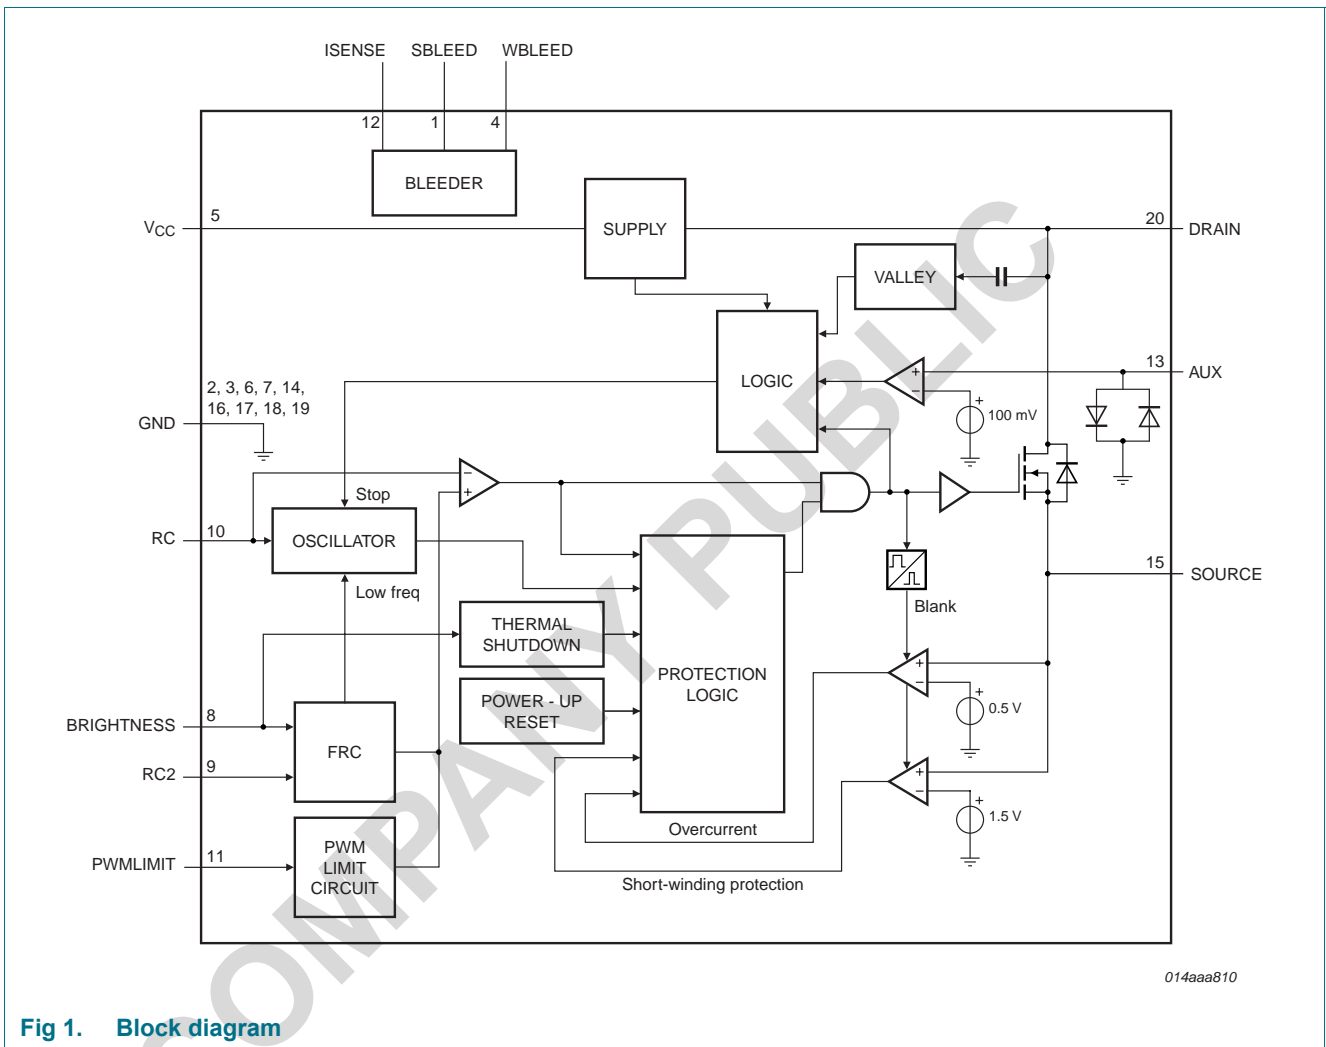 ISENSE SBLEED WBLEED
12 1 4
BLEEDER
VCC 5
SUPPLY
20 DRAIN
VALLEY
LOGIC
13 AUX
+
−
+
100 mV
2, 3, 6, 7, 14,
16, 17, 18, 19
GND
−
+
Stop
RC 10
OSCILLATOR
Low freq
15 SOURCE
Blank
THERMAL
SHUTDOWN
PROTECTION
LOGIC
+
−
+
0.5 V
POWER - UP
RESET
BRIGHTNESS 8
FRC
RC2 9
+
−
+
1.5 V
Overcurrent
PWMLIMIT 11
PWM
LIMIT
CIRCUIT
Short-winding protection
COMPANY PUBLIC
014aaa810
Fig 1. Block diagram